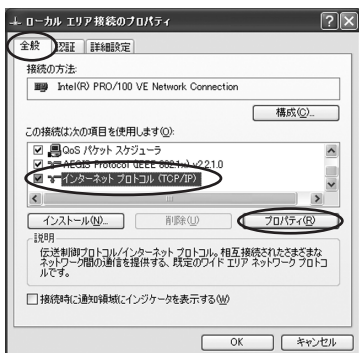 ローカル エリア接続のプロパティ
全般 認証 詳細設定
接続の方法:
Intel(R) PRO/100 VE Network Connection
構成(C)...
この接続は次の項目を使用します(O):
QoS パケット スケジューラ
AEGIS Protocol (IEEE 802.1x) v2.2.1.0
インターネット プロトコル (TCP/IP)
インストール(N)... 削除(U) プロパティ(R)
説明
伝送制御プロトコル/インターネット プロトコル。相互接続されたさまざまな
ネットワーク間の通信を提供する、既定のワイド エリア ネットワーク プロトコ
ルです。
接続時に通知領域にインジケータを表示する(W)
OK キャンセル